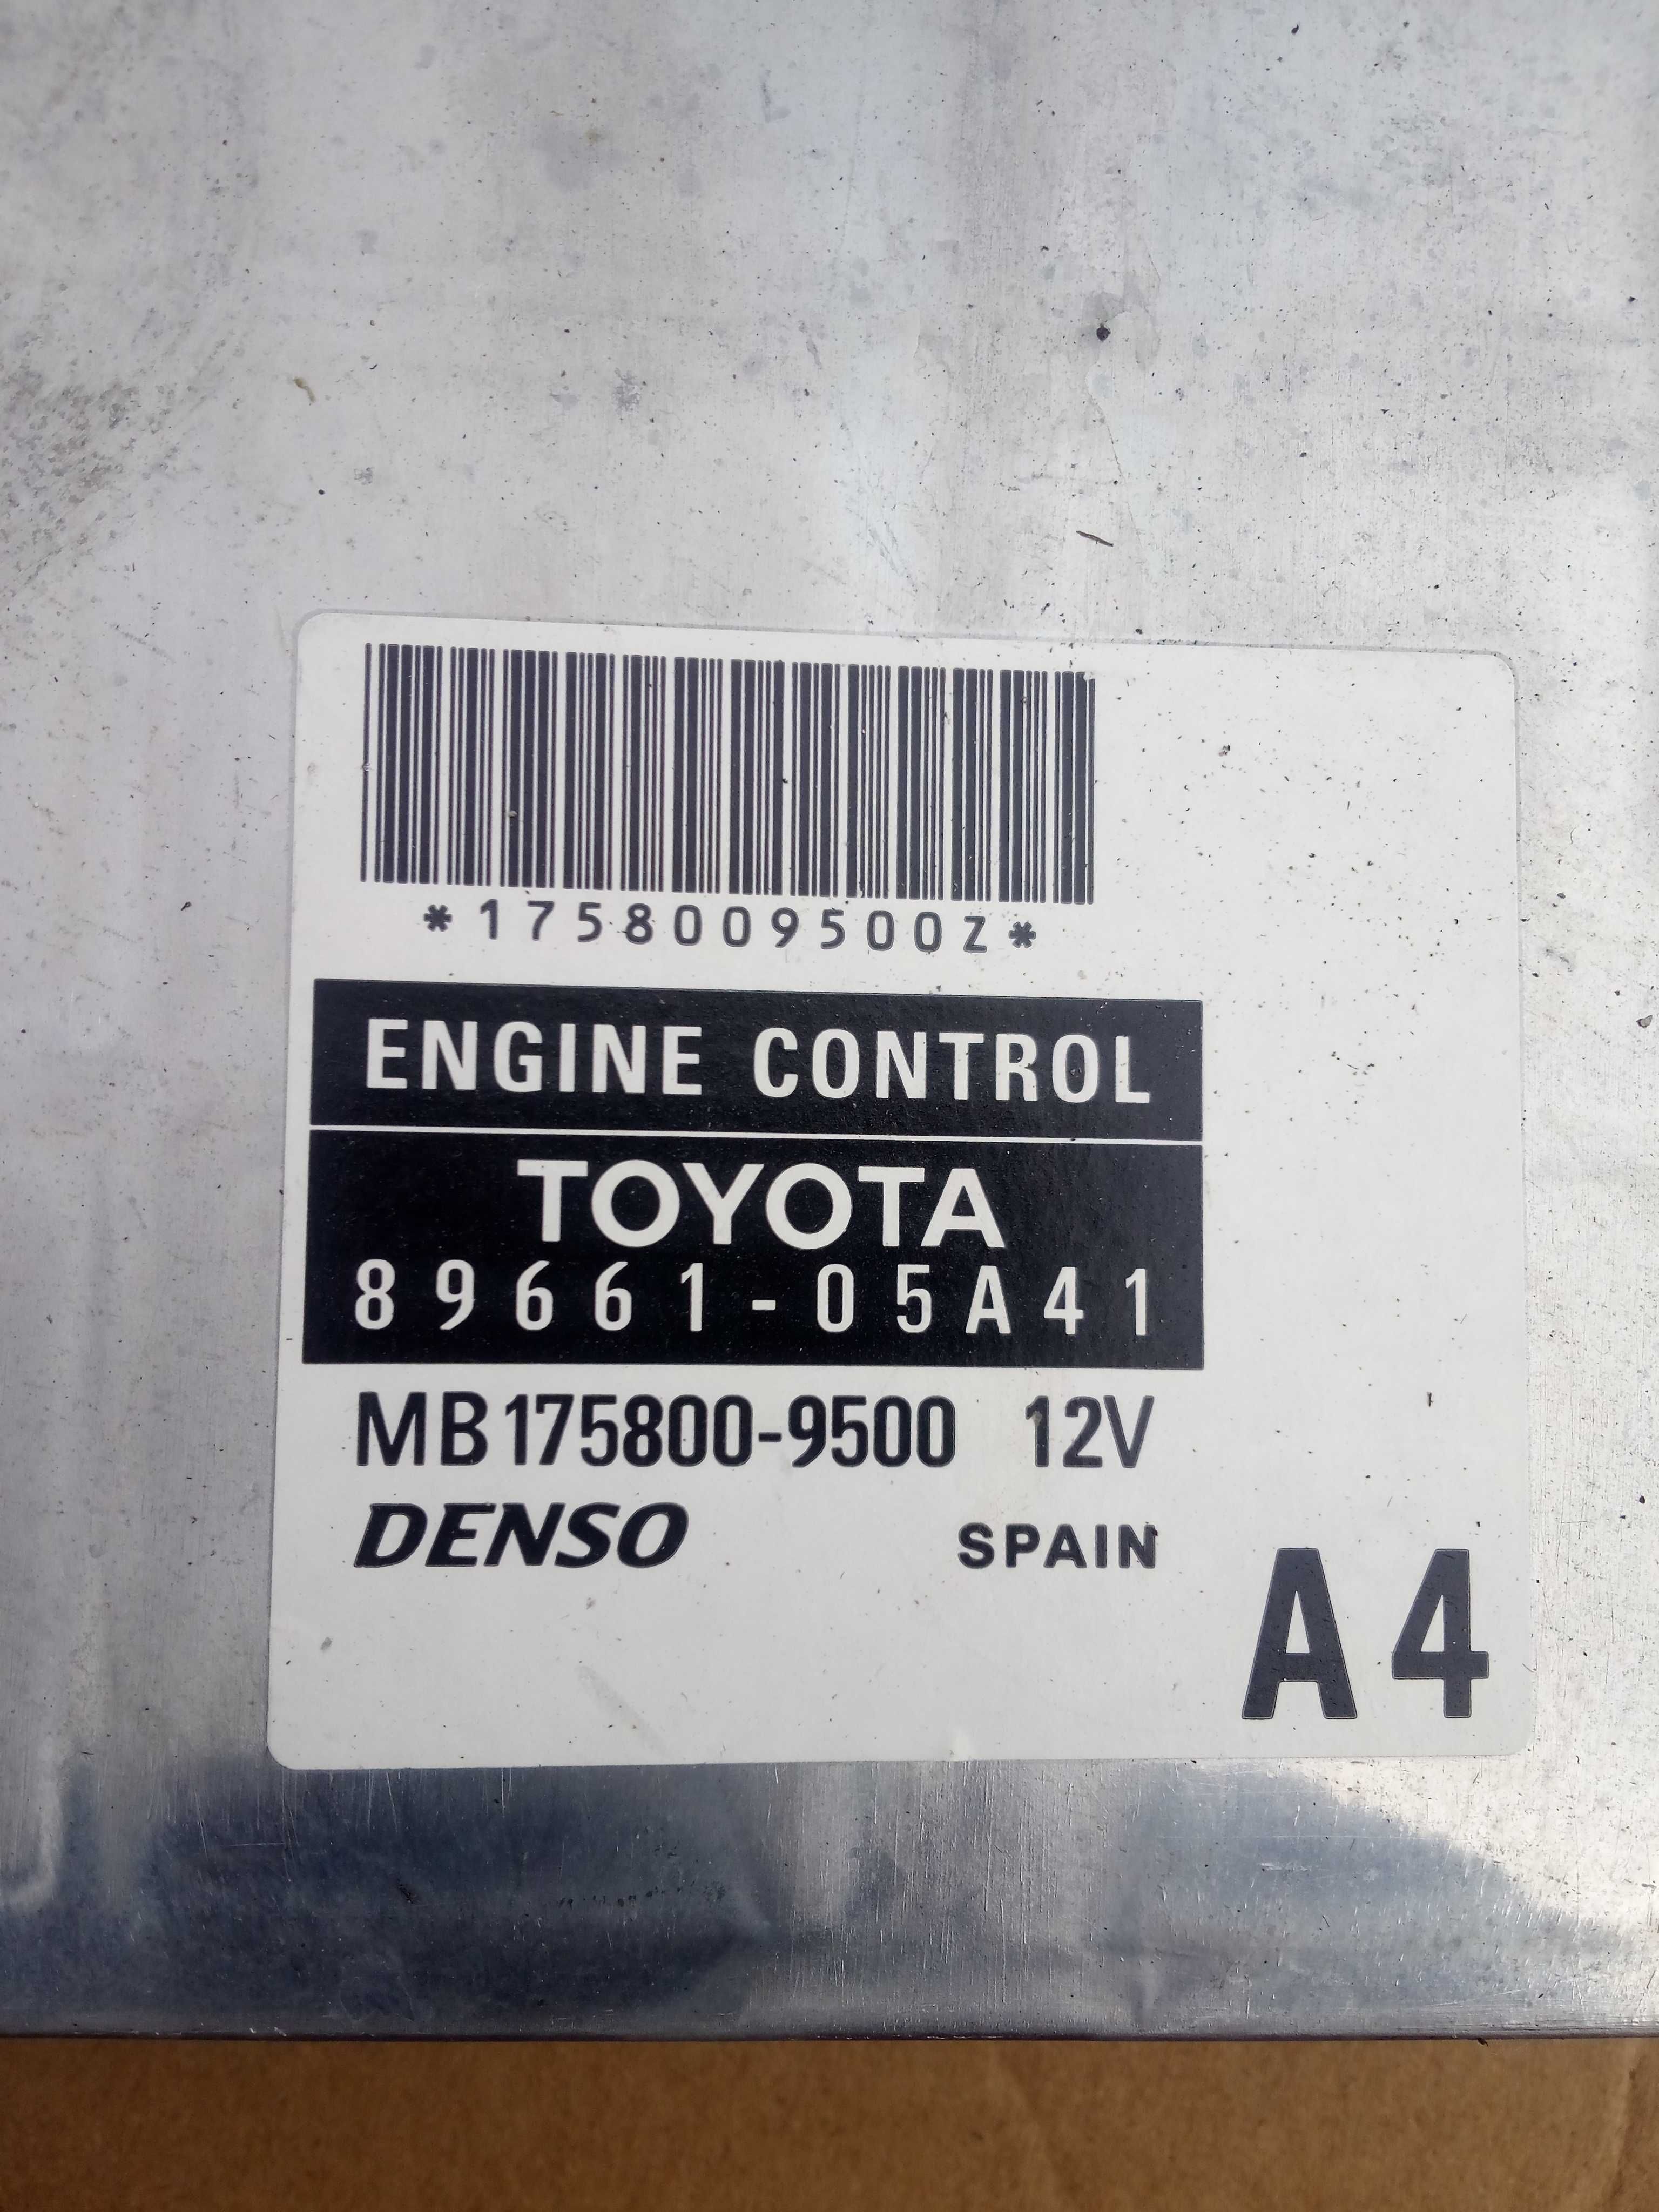 *1758009500Z*
ENGINE CONTROL
TOYOTA
89661-05A41
MB175800-9500 12V
DENSO SPAIN
A4